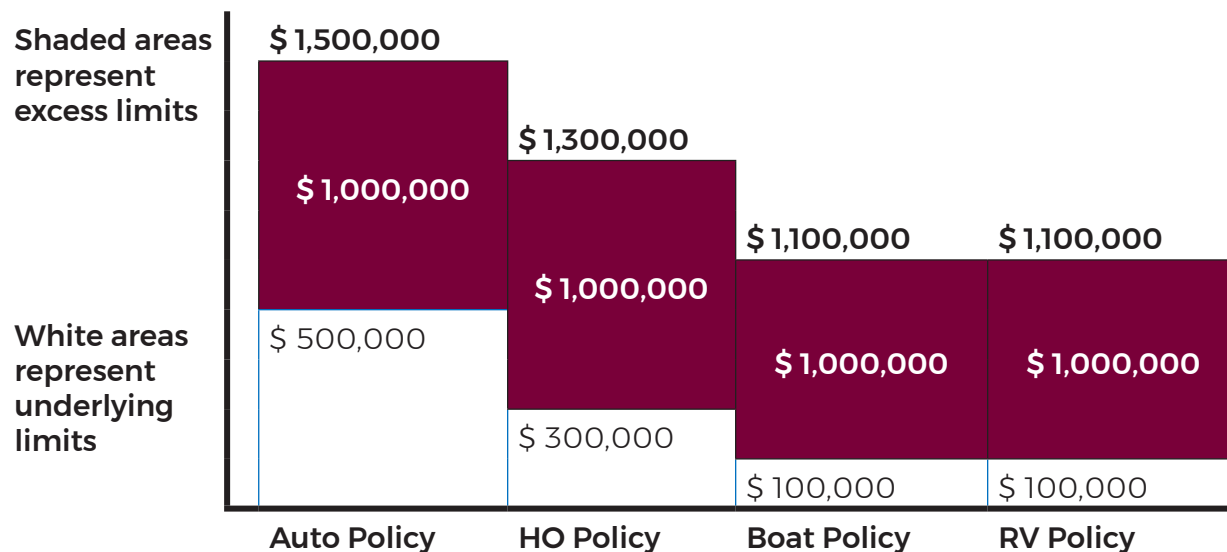 Shaded areas
represent
excess limits
White areas
represent
underlying
limits
$ 1,500,000
$ 1,000,000
$ 500,000
Auto Policy
$ 1,300,000
$ 1,000,000
$ 300,000
HO Policy
$ 1,100,000
$ 1,000,000
$ 100,000
Boat Policy
$ 1,100,000
$ 1,000,000
$ 100,000
RV Policy